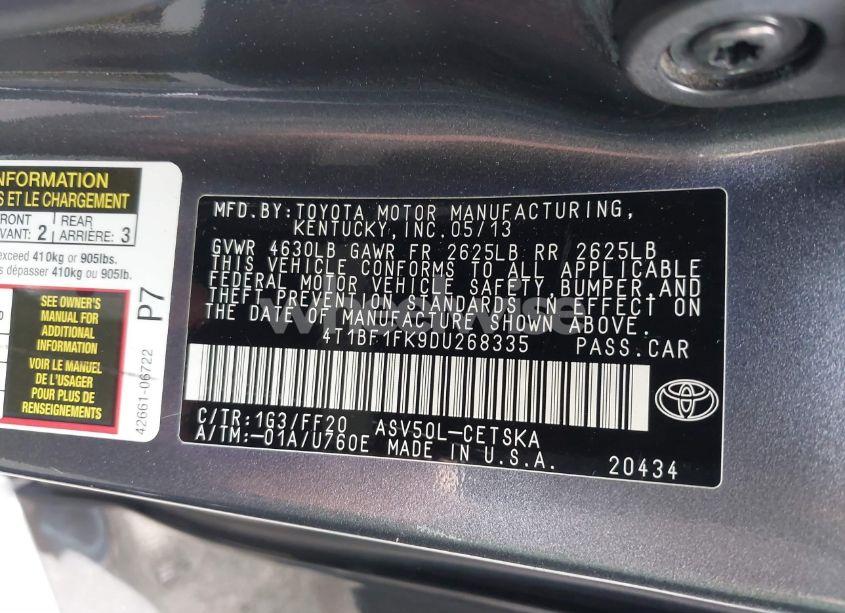 INFORMATION
S ET LE CHARGEMENT
FRONT REAR
VANT: 2 ARRIÈRE: 3
exceed 410kg or 905lbs.
s dépasser 410kg ou 905lb.
SEE OWNER'S
MANUAL FOR
ADDITIONAL
INFORMATION
VOIR LE MANUEL
DE L'USAGER
POUR PLUS DE
RENSEIGNEMENTS
P7
42661-06722
MFD.BY:TOYOTA MOTOR MANUFACTURING,
KENTUCKY,INC.05/13
GVWR 4630LB GAWR FR 2625LB RR 2625LB
THIS VEHICLE CONFORMS TO ALL APPLICABLE
FEDERAL MOTOR VEHICLE SAFETY, BUMPER, AND
THEFT PREVENTION STANDARDS IN EFFECT ON
THE DATE OF MANUFACTURE SHOWN ABOVE.
4T1BF1FK9DU268335 PASS.CAR
C/TR:1G3/FF20 ASV50L-CETSKA
A/TM:-01A/U760E MADE IN U.S.A.
20434